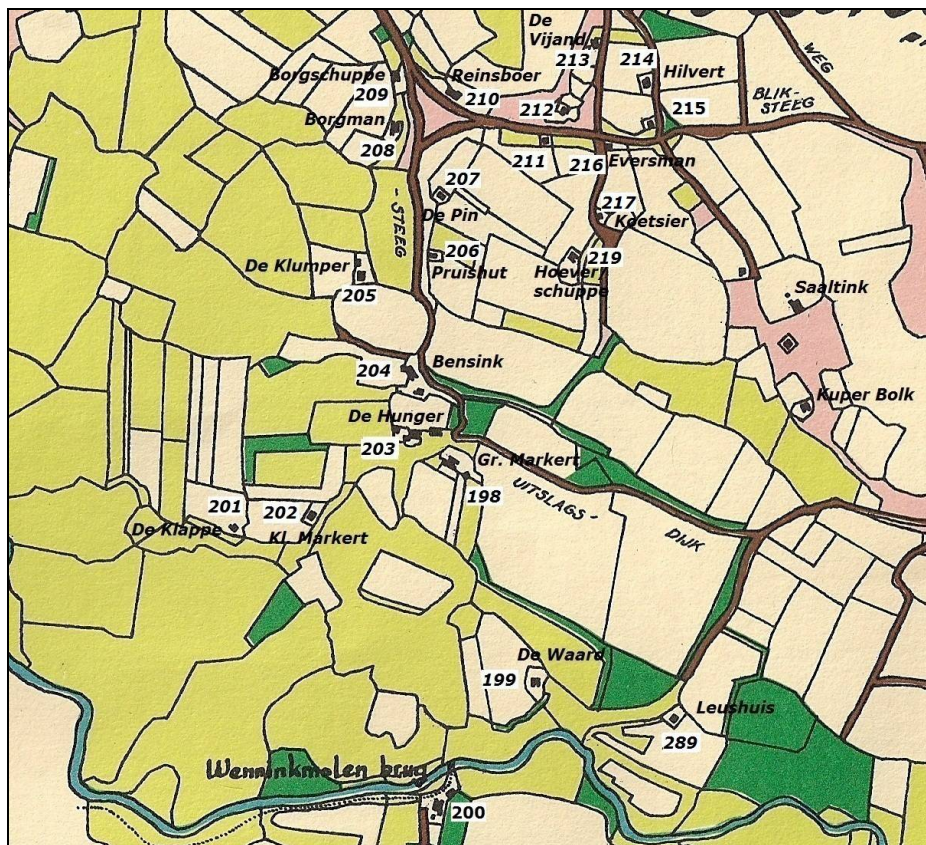 De
Vijand
213
214
Hilvert
WEG
Borgschuppe
Reinsboer
209
210
212
215
BLIK-
STEEG
Borgman
208
211
216
Eversman
207
De Pin
217
Koetsier
-STEEG
206
Pruishut
219
Hoever,
schuppe
De Klumper
205
Saaltink
204
Bensink
De Hunger
Kuper Bolk
203
Gr. Markert
198
UITSLAGS-
DIJK
201
202
De Klappe
Kl. Markert
De Waard
199
Leushuis
289
Wenninkmolen brug
200